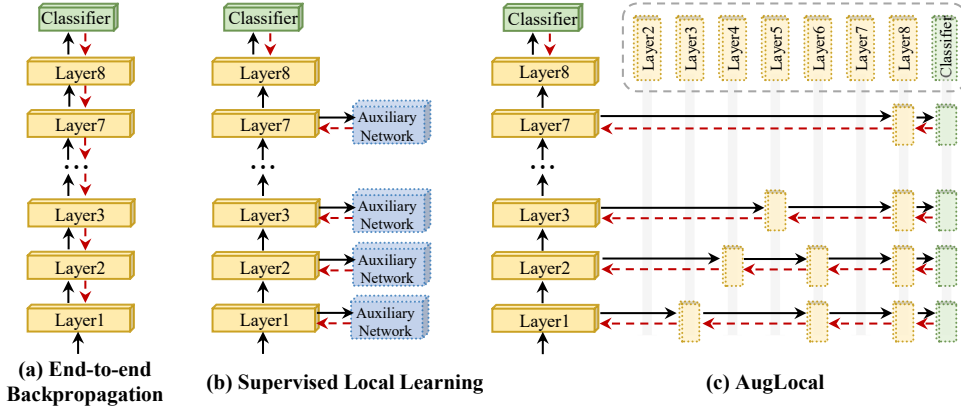 Classifier
Layer8
Layer7
...
Layer3
Layer2
Layer1
(a) End-to-end
Backpropagation
Classifier
Layer8
Layer7
Auxiliary
Network
...
Layer3
Auxiliary
Network
Layer2
Auxiliary
Network
Layer1
Auxiliary
Network
(b) Supervised Local Learning
Classifier
Layer8
Layer7
...
Layer3
Layer2
Layer1
Layer2
Layer3
Layer4
Layer5
Layer6
Layer7
Layer8
Classifier
(c) AugLocal